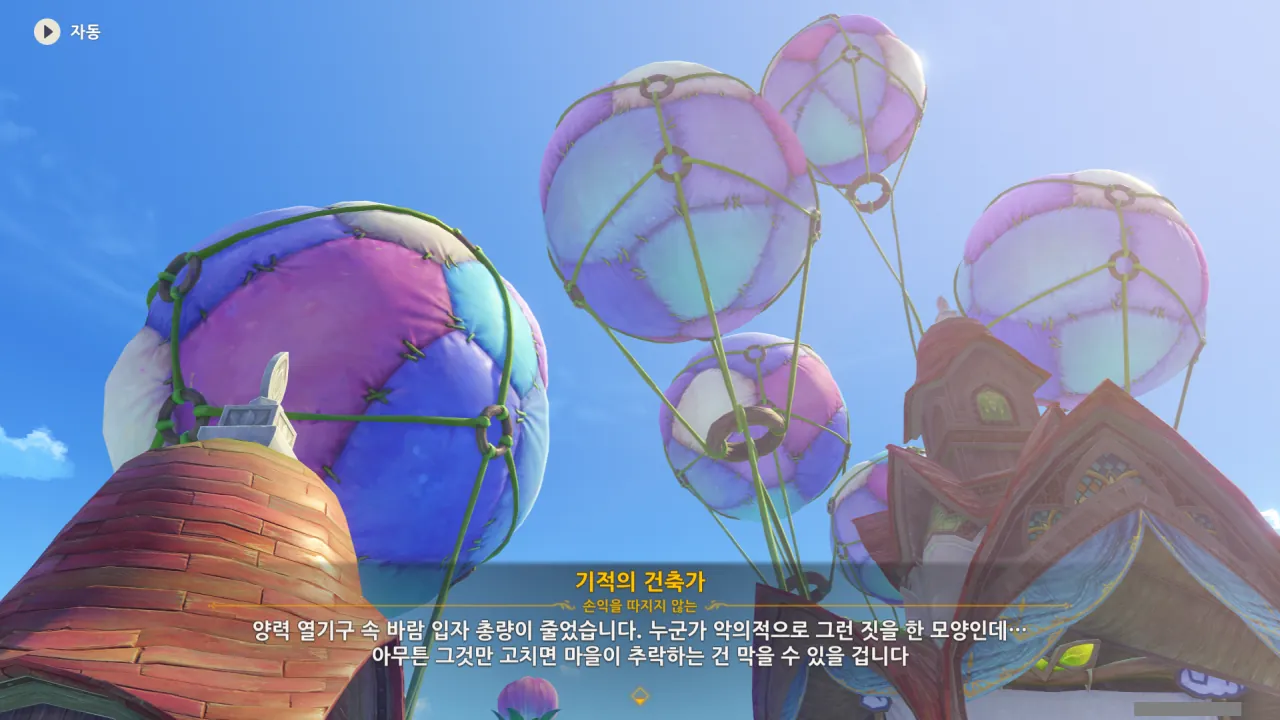 자동
기적의 건축가
손익을 따지지 않는
양력 열기구 속 바람 입자 총량이 줄었습니다. 누군가 악의적으로 그런 짓을 한 모양인데…
아무튼 그것만 고치면 마을이 추락하는 건 막을 수 있을 겁니다